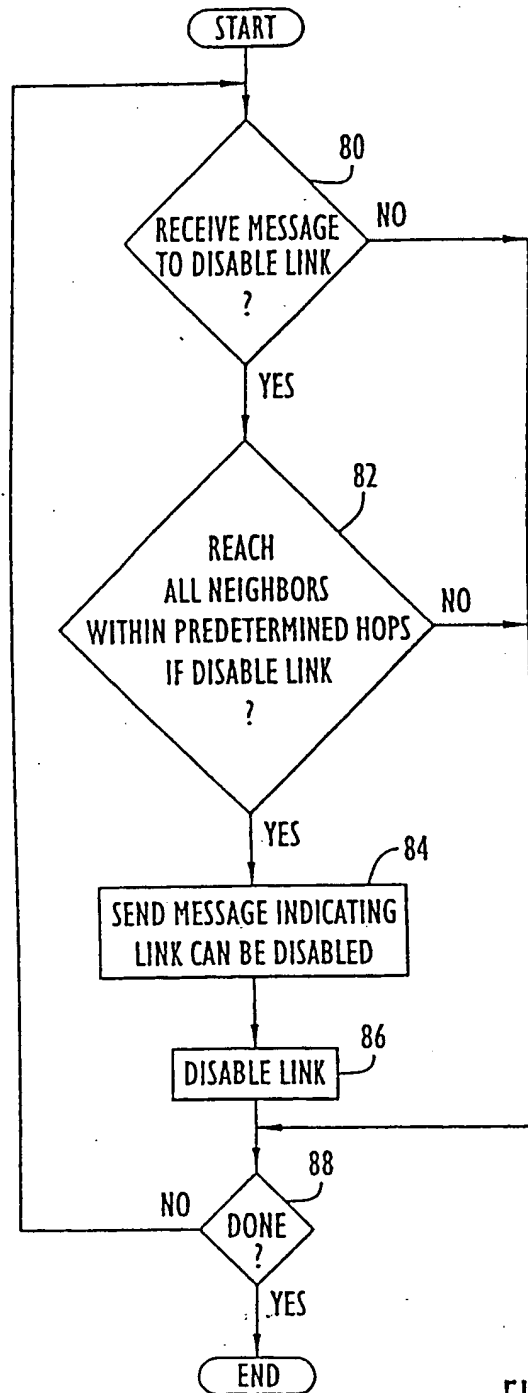 START
80
RECEIVE MESSAGE
TO DISABLE LINK
?
NO
YES
82
REACH
ALL NEIGHBORS
WITHIN PREDETERMINED HOPS
IF DISABLE LINK
?
NO
YES
84
SEND MESSAGE INDICATING
LINK CAN BE DISABLED
86
DISABLE LINK
88
NO
DONE
?
YES
END